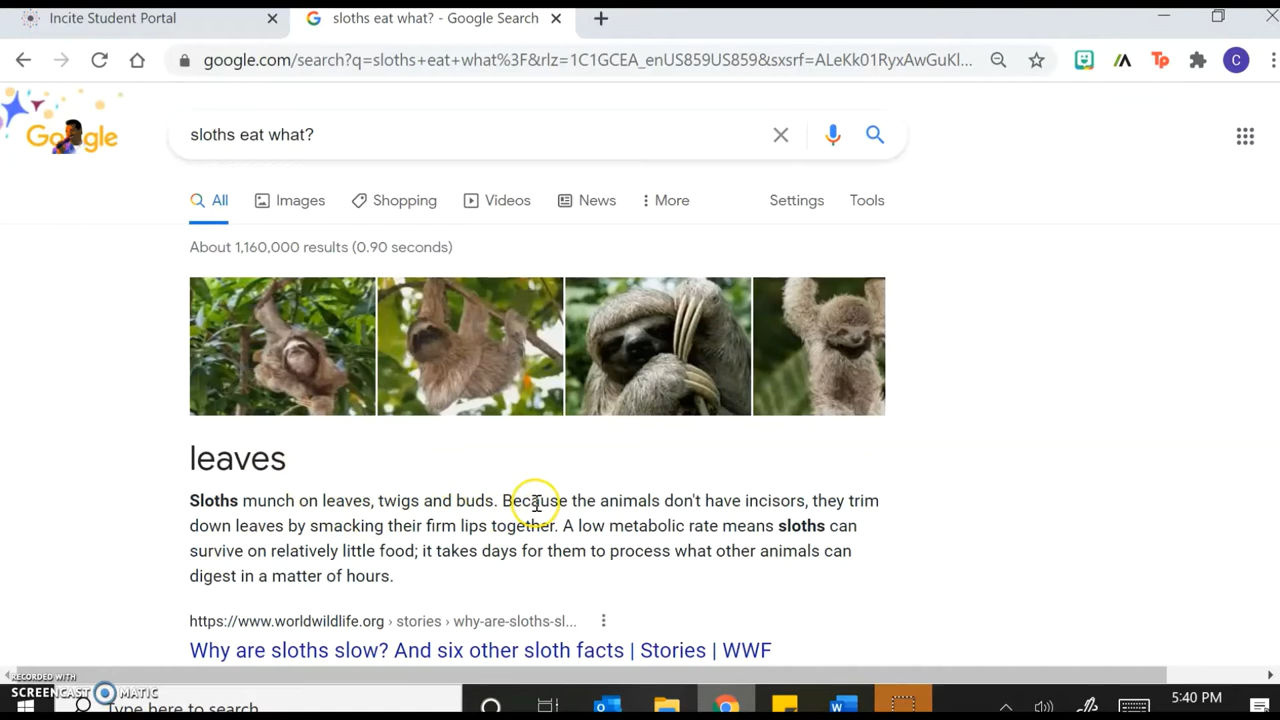 Incite Student Portal
sloths eat what? - Google Search
google.com/search?q=sloths+eat+what%3F&rlz=1C1GCEA_enUS859US859&sxsrf=ALeKk01RyxAwGuKl...
C
Google
sloths eat what?
All Images Shopping Videos News More Settings Tools
About 1,160,000 results (0.90 seconds)
leaves
Sloths munch on leaves, twigs and buds. Because the animals don't have incisors, they trim
down leaves by smacking their firm lips together. A low metabolic rate means sloths can
survive on relatively little food; it takes days for them to process what other animals can
digest in a matter of hours.
https://www.worldwildlife.org › stories › why-are-sloths-sl...
Why are sloths slow? And six other sloth facts | Stories | WWF
RECORDED WITH
SCREENCAST MATIC
Type here to search
5:40 PM